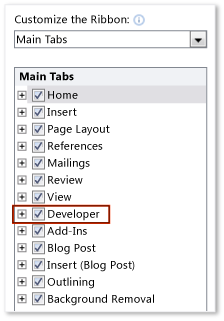 Customize the Ribbon:
Main Tabs
Main Tabs
Home
Insert
Page Layout
References
Mailings
Review
View
Developer
Add-Ins
Blog Post
Insert (Blog Post)
Outlining
Background Removal